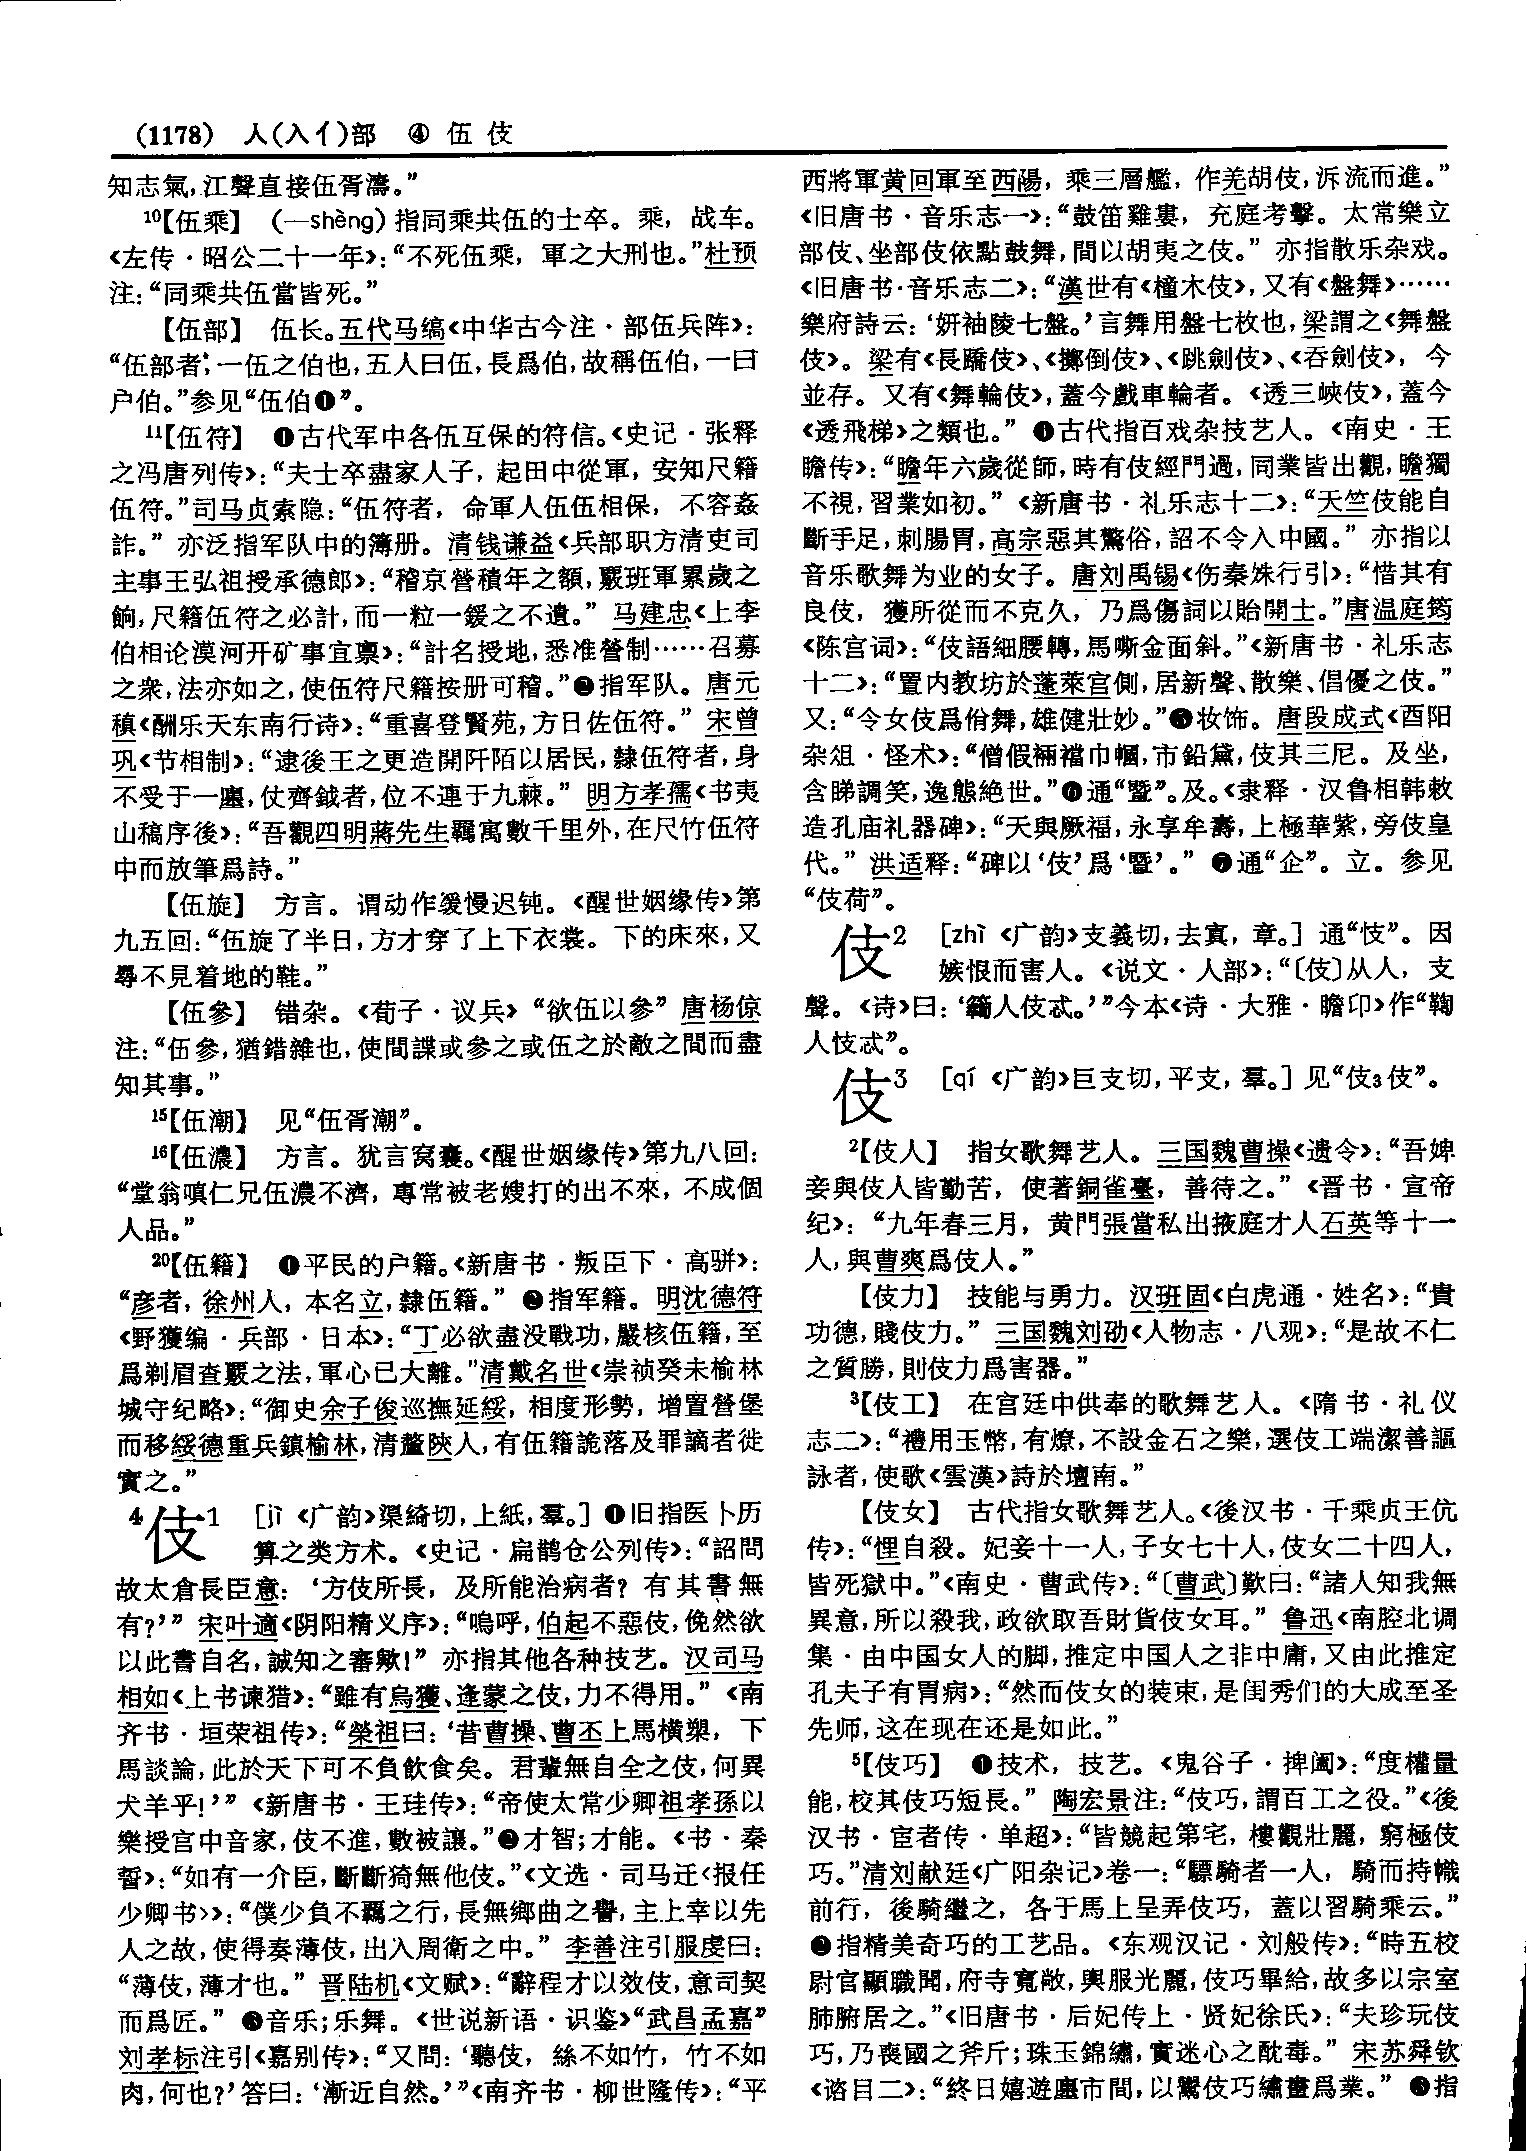 (1178) 人(入亻)部 ④ 伍 伎
知志氣，江聲直接伍胥濤。”
10【伍乘】 (—shèng)指同乘共伍的士卒。乘，战车。
《左传·昭公二十一年》：“不死伍乘，軍之大刑也。”杜预
注：“同乘共伍當皆死。”
【伍部】 伍长。五代马缟《中华古今注·部伍兵阵》：
“伍部者，一伍之伯也，五人曰伍，長爲伯，故稱伍伯，一曰
户伯。”参见“伍伯❶”。
11【伍符】 ❶古代军中各伍互保的符信。《史记·张释
之冯唐列传》：“夫士卒盡家人子，起田中從軍，安知尺籍
伍符。”司马贞索隐：“伍符者，命軍人伍伍相保，不容姦
詐。”亦泛指军队中的簿册。清钱谦益《兵部职方清吏司
主事王弘祖授承德郎》：“稽京營積年之額，覈班軍累歲之
餉，尺籍伍符之必計，而一粒一鍰之不遺。”马建忠《上李
伯相论漠河开矿事宜禀》：“計名授地，悉准營制……召募
之衆，法亦如之，使伍符尺籍按册可稽。”❷指军队。唐元
稹《酬乐天东南行诗》：“重喜登賢苑，方日佐伍符。”宋曾
巩《节相制》：“逮後王之更造開阡陌以居民，隸伍符者，身
不受于一廛，仗齊鉞者，位不連于九棘。”明方孝孺《书夷
山稿序後》：“吾觀四明蔣先生羈寓數千里外，在尺竹伍符
中而放筆爲詩。”
【伍旋】 方言。谓动作缓慢迟钝。《醒世姻缘传》第
九五回：“伍旋了半日，方才穿了上下衣裳。下的床來，又
尋不見着地的鞋。”
【伍參】 错杂。《荀子·议兵》“欲伍以參”唐杨倞
注：“伍參，猶錯雜也，使間諜或參之或伍之於敵之間而盡
知其事。”
15【伍潮】 见“伍胥潮”。
16【伍濃】 方言。犹言窝囊。《醒世姻缘传》第九八回：
“堂翁嗔仁兄伍濃不濟，專常被老嫂打的出不來，不成個
人品。”
20【伍籍】 ❶平民的户籍。《新唐书·叛臣下·高骈》：
“彦者，徐州人，本名立，隸伍籍。”❷指军籍。明沈德符
《野獲编·兵部·日本》：“丁必欲盡没戰功，嚴核伍籍，至
爲剃眉查覈之法，軍心已大離。”清戴名世《崇祯癸未榆林
城守纪略》：“御史余子俊巡撫延綏，相度形勢，增置營堡
而移綏德重兵鎮榆林，清釐陝人，有伍籍詭落及罪謫者徙
實之。”
4伎1 [jì 《广韵》渠綺切，上紙，羣。] ❶旧指医卜历
算之类方术。《史记·扁鹊仓公列传》：“詔問
故太倉長臣意：‘方伎所長，及所能治病者？有其書無
有？’”宋叶適《阴阳精义序》：“嗚呼，伯起不惡伎，俛然欲
以此書自名，誠知之審歟！”亦指其他各种技艺。汉司马
相如《上书谏猎》：“雖有烏獲、逢蒙之伎，力不得用。”《南
齐书·垣荣祖传》：“榮祖曰：‘昔曹操、曹丕上馬横槊，下
馬談論，此於天下可不負飲食矣。君輩無自全之伎，何異
犬羊乎！’”《新唐书·王珪传》：“帝使太常少卿祖孝孫以
樂授宫中音家，伎不進，數被讓。”❷才智；才能。《书·秦
誓》：“如有一介臣，斷斷猗無他伎。”《文选·司马迁〈报任
少卿书〉》：“僕少負不羈之行，長無鄉曲之譽，主上幸以先
人之故，使得奏薄伎，出入周衛之中。”李善注引服虔曰：
“薄伎，薄才也。”晋陆机《文赋》：“辭程才以效伎，意司契
而爲匠。”❸音乐；乐舞。《世说新语·识鉴》“武昌孟嘉”
刘孝标注引《嘉别传》：“又問：‘聽伎，絲不如竹，竹不如
肉，何也？’答曰：‘漸近自然。’”《南齐书·柳世隆传》：“平
西將軍黄回軍至西陽，乘三層艦，作羌胡伎，泝流而進。”
《旧唐书·音乐志一》：“鼓笛雞婁，充庭考擊。太常樂立
部伎、坐部伎依點鼓舞，間以胡夷之伎。”亦指散乐杂戏。
《旧唐书·音乐志二》：“漢世有《橦木伎》，又有《盤舞》……
樂府詩云：‘妍袖陵七盤。’言舞用盤七枚也，梁謂之《舞盤
伎》。梁有《長蹻伎》、《擲倒伎》、《跳劍伎》、《吞劍伎》，今
並存。又有《舞輪伎》，蓋今戲車輪者。《透三峽伎》，蓋今
《透飛梯》之類也。”❹古代指百戏杂技艺人。《南史·王
瞻传》：“瞻年六歲從師，時有伎經門過，同業皆出觀，瞻獨
不視，習業如初。”《新唐书·礼乐志十二》：“天竺伎能自
斷手足，刺腸胃，高宗惡其驚俗，詔不令入中國。”亦指以
音乐歌舞为业的女子。唐刘禹锡《伤秦姝行引》：“惜其有
良伎，獲所從而不克久，乃爲傷詞以貽開士。”唐温庭筠
《陈宫词》：“伎語細腰轉，馬嘶金面斜。”《新唐书·礼乐志
十二》：“置内教坊於蓬萊宫側，居新聲、散樂、倡優之伎。”
又：“令女伎爲佾舞，雄健壯妙。”❺妆饰。唐段成式《酉阳
杂俎·怪术》：“僧假裲襠巾幗，市鉛黛，伎其三尼。及坐，
含睇調笑，逸態絶世。”❻通“暨”。及。《隶释·汉鲁相韩敕
造孔庙礼器碑》：“天與厥福，永享牟壽，上極華紫，旁伎皇
代。”洪适释：“碑以‘伎’爲‘暨’。”❼通“企”。立。参见
“伎荷”。
伎2 [zhì 《广韵》支義切，去寘，章。] 通“忮”。因
嫉恨而害人。《说文·人部》：“〔伎〕从人，支
聲。《诗》曰：‘籲人伎忒。’”今本《诗·大雅·瞻卬》作“鞫
人忮忒”。
伎3 [qí 《广韵》巨支切，平支，羣。] 见“伎3伎”。
2【伎人】 指女歌舞艺人。三国魏曹操《遗令》：“吾婢
妾與伎人皆勤苦，使著銅雀臺，善待之。”《晋书·宣帝
纪》：“九年春三月，黄門張當私出掖庭才人石英等十一
人，與曹爽爲伎人。”
【伎力】 技能与勇力。汉班固《白虎通·姓名》：“貴
功德，賤伎力。”三国魏刘劭《人物志·八观》：“是故不仁
之質勝，則伎力爲害器。”
3【伎工】 在宫廷中供奉的歌舞艺人。《隋书·礼仪
志二》：“禮用玉幣，有燎，不設金石之樂，選伎工端潔善謳
詠者，使歌《雲漢》詩於壇南。”
【伎女】 古代指女歌舞艺人。《後汉书·千乘贞王伉
传》：“悝自殺。妃妾十一人，子女七十人，伎女二十四人，
皆死獄中。”《南史·曹武传》：“〔曹武〕歎曰：“諸人知我無
異意，所以殺我，政欲取吾財貨伎女耳。”鲁迅《南腔北调
集·由中国女人的脚，推定中国人之非中庸，又由此推定
孔夫子有胃病》：“然而伎女的装束，是闺秀们的大成至圣
先师，这在现在还是如此。”
5【伎巧】 ❶技术，技艺。《鬼谷子·捭阖》：“度權量
能，校其伎巧短長。”陶宏景注：“伎巧，謂百工之役。”《後
汉书·宦者传·单超》：“皆競起第宅，樓觀壯麗，窮極伎
巧。”清刘献廷《广阳杂记》卷一：“驃騎者一人，騎而持幟
前行，後騎繼之，各于馬上呈弄伎巧，蓋以習騎乘云。”
❷指精美奇巧的工艺品。《东观汉记·刘般传》：“時五校
尉官顯職閒，府寺寬敞，輿服光麗，伎巧畢給，故多以宗室
肺腑居之。”《旧唐书·后妃传上·贤妃徐氏》：“夫珍玩伎
巧，乃喪國之斧斤；珠玉錦繡，實迷心之酖毒。”宋苏舜钦
《谘目二》：“終日嬉遊廛市間，以鬻伎巧繡畫爲業。”❸指